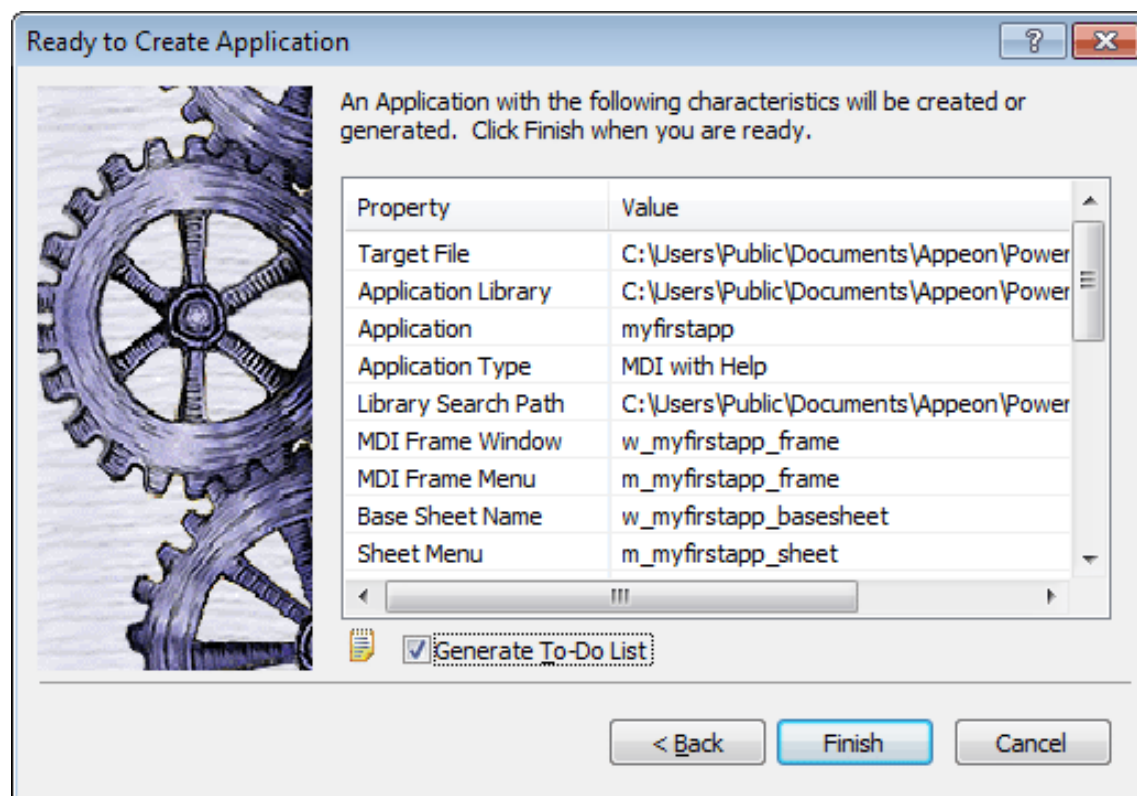 Ready to Create Application
An Application with the following characteristics will be created or
generated.  Click Finish when you are ready.
Property Value
Target File C:\Users\Public\Documents\Appeon\Power
Application Library C:\Users\Public\Documents\Appeon\Power
Application myfirstapp
Application Type MDI with Help
Library Search Path C:\Users\Public\Documents\Appeon\Power
MDI Frame Window w_myfirstapp_frame
MDI Frame Menu m_myfirstapp_frame
Base Sheet Name w_myfirstapp_basesheet
Sheet Menu m_myfirstapp_sheet
Generate To-Do List
< Back Finish Cancel